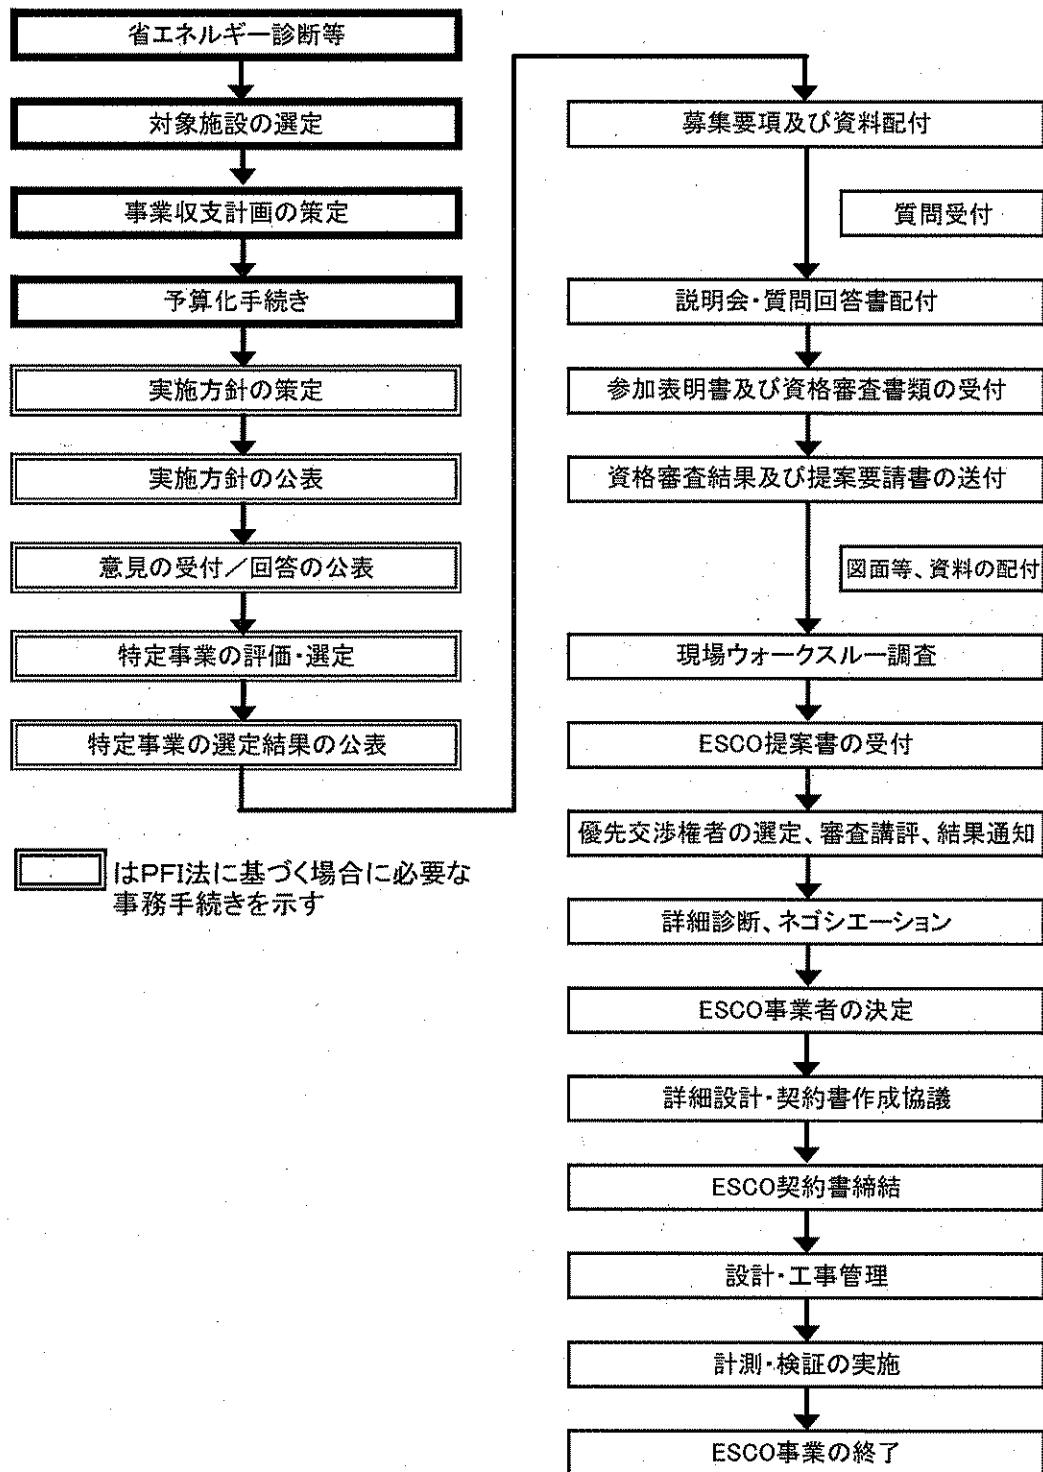 省エネルギー診断等
対象施設の選定
事業収支計画の策定
予算化手続き
実施方針の策定
実施方針の公表
意見の受付／回答の公表
特定事業の評価・選定
特定事業の選定結果の公表
はPFI法に基づく場合に必要な
事務手続きを示す
募集要項及び資料配付
質問受付
説明会・質問回答書配付
参加表明書及び資格審査書類の受付
資格審査結果及び提案要請書の送付
図面等、資料の配付
現場ウォークスルー調査
ESCO提案書の受付
優先交渉権者の選定、審査講評、結果通知
詳細診断、ネゴシエーション
ESCO事業者の決定
詳細設計・契約書作成協議
ESCO契約書締結
設計・工事管理
計測・検証の実施
ESCO事業の終了